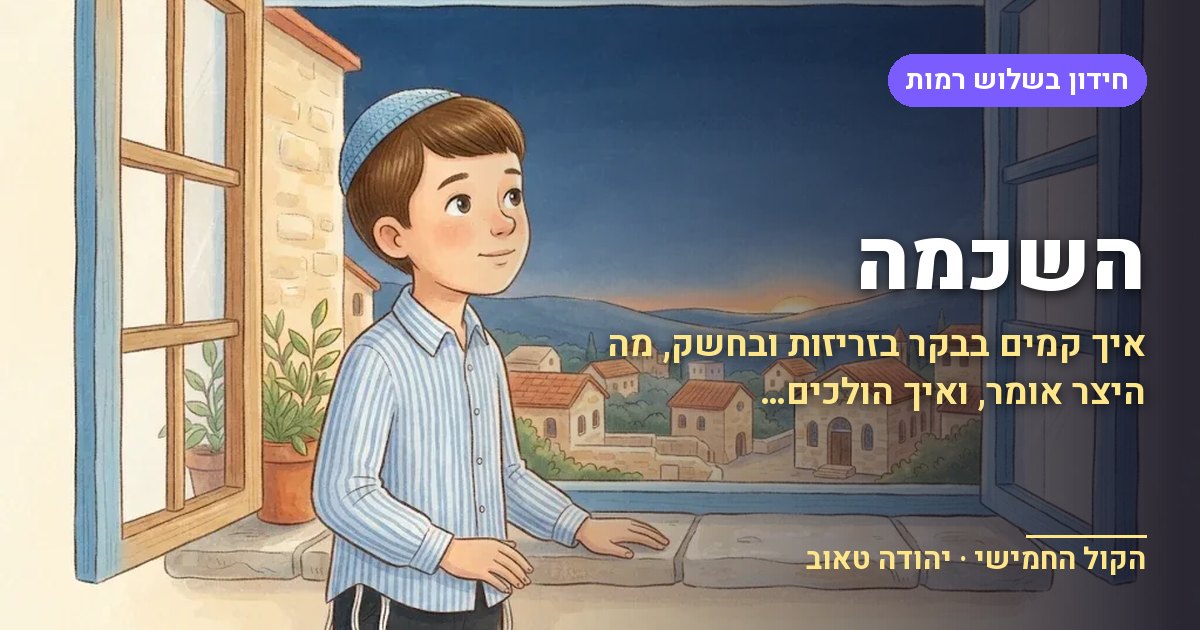 חידון בשלוש רמות
השכמה
איך קמים בבקר בזריזות ובחשק, מה
היצר אומר, ואיך הולכים...
הקול החמישי · יהודה טאוב